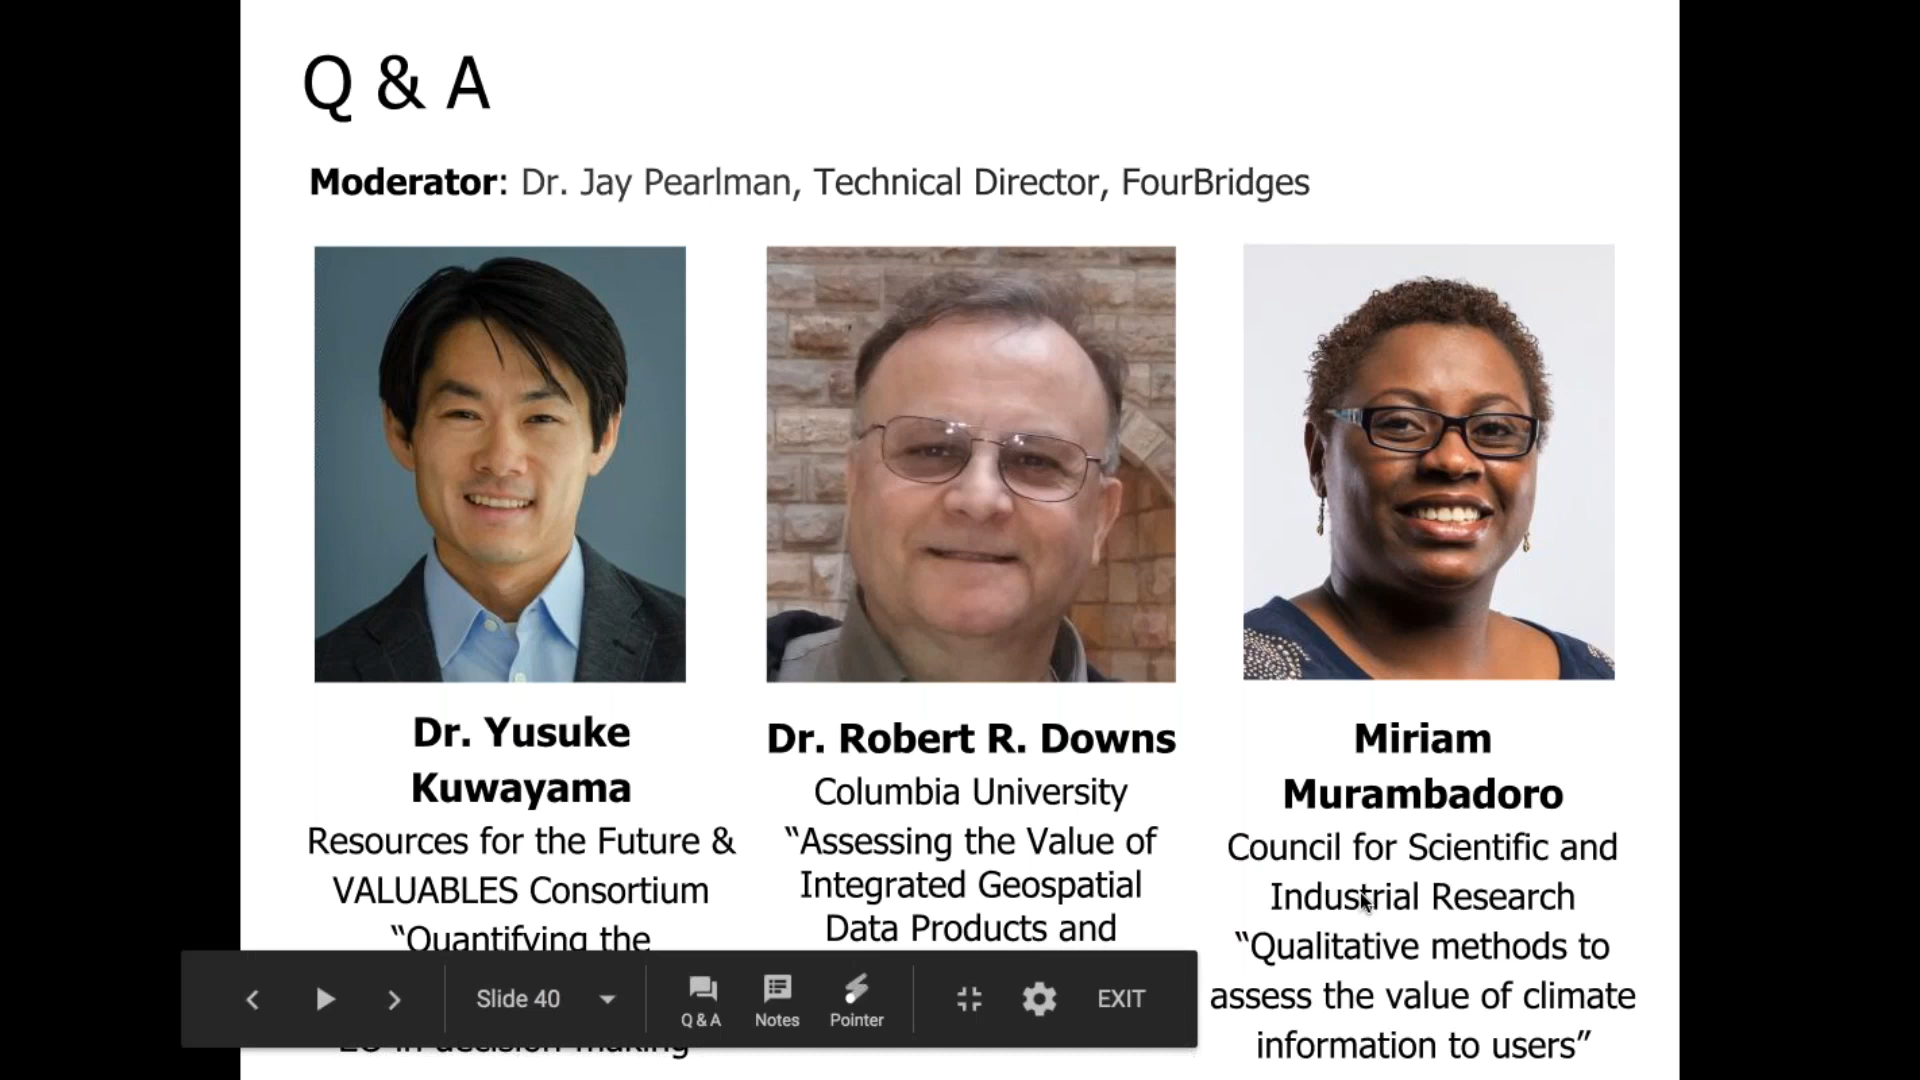 Q & A
Moderator: Dr. Jay Pearlman, Technical Director, FourBridges
Dr. Yusuke
Kuwayama
Resources for the Future &
VALUABLES Consortium
“Quantifying the
Dr. Robert R. Downs
Columbia University
“Assessing the Value of
Integrated Geospatial
Data Products and
Miriam
Murambadoro
Council for Scientific and
Industrial Research
“Qualitative methods to
assess the value of climate
information to users”
Slide 40
Q & A
Notes
Pointer
EXIT